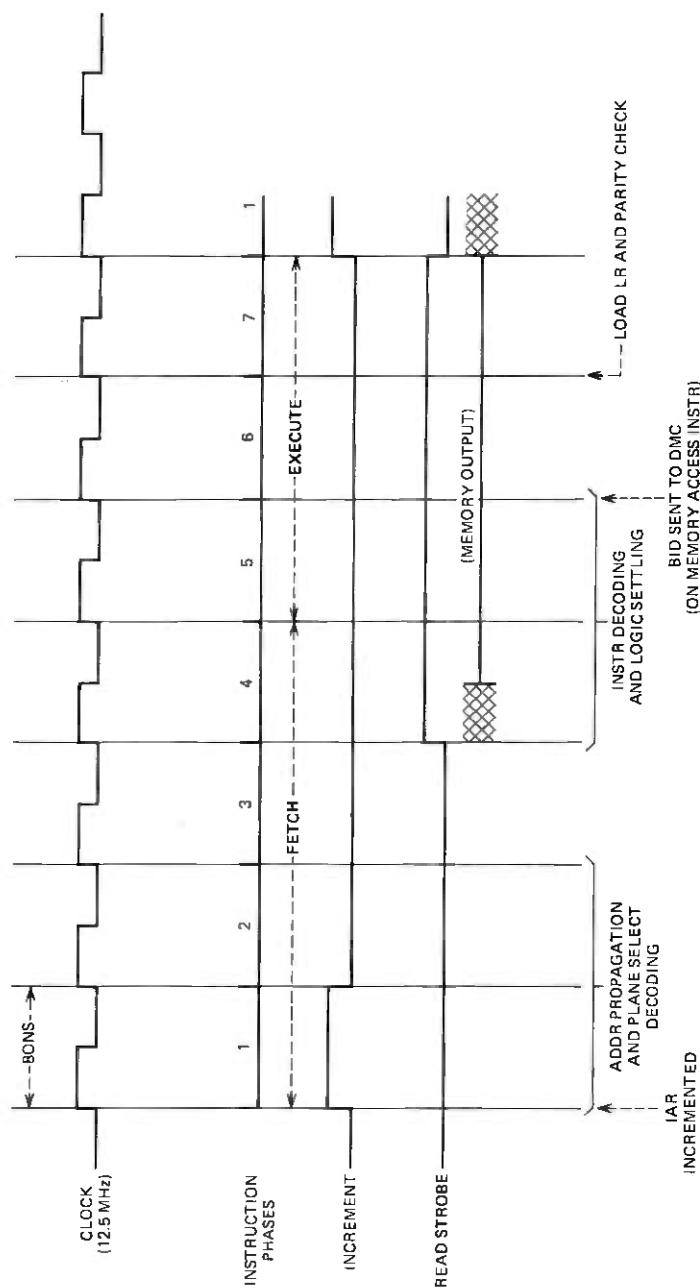 BONS
CLOCK
(12.5 MHz)
INSTRUCTION
PHASES
1
2
3
4
5
6
7
1
FETCH
EXECUTE
INCREMENT
READ STROBE
(MEMORY OUTPUT)
IAR
INCREMENTED
ADDR PROPAGATION
AND PLANE SELECT
DECODING
INSTR DECODING
AND LOGIC SETTLING
BID SENT TO DMC
(ON MEMORY ACCESS INSTR)
LOAD LR AND PARITY CHECK